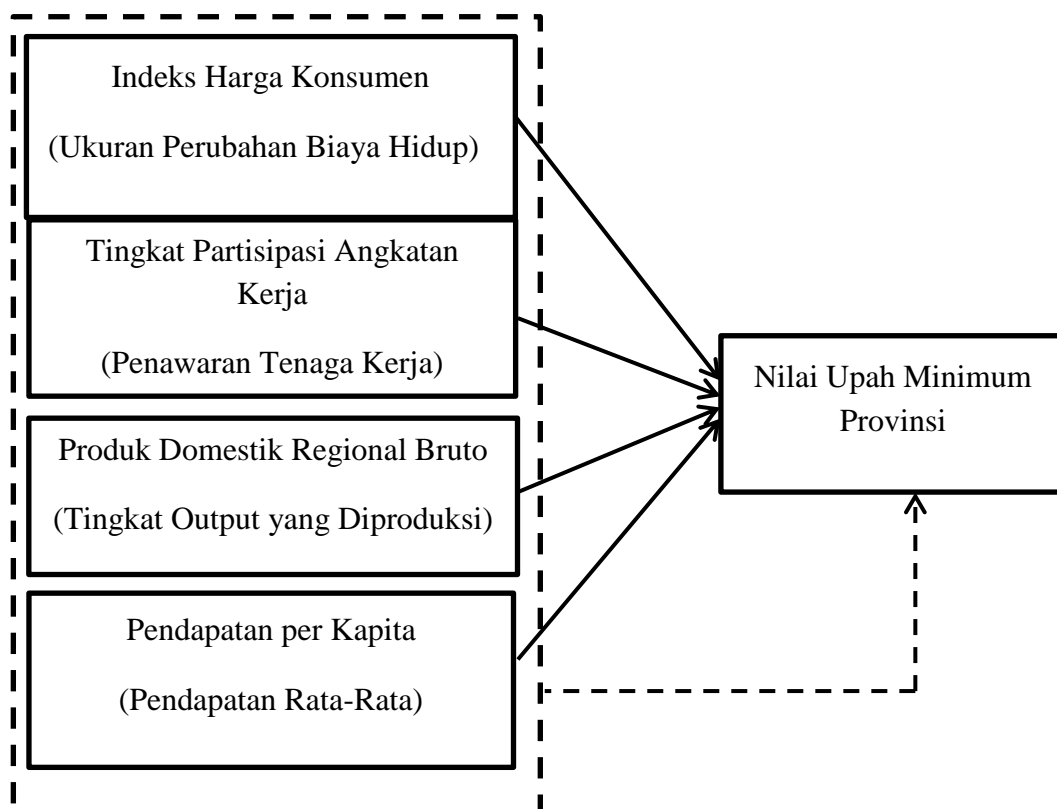 Indeks Harga Konsumen
(Ukuran Perubahan Biaya Hidup)
Tingkat Partisipasi Angkatan
Kerja
(Penawaran Tenaga Kerja)
Produk Domestik Regional Bruto
(Tingkat Output yang Diproduksi)
Pendapatan per Kapita
(Pendapatan Rata-Rata)
Nilai Upah Minimum
Provinsi